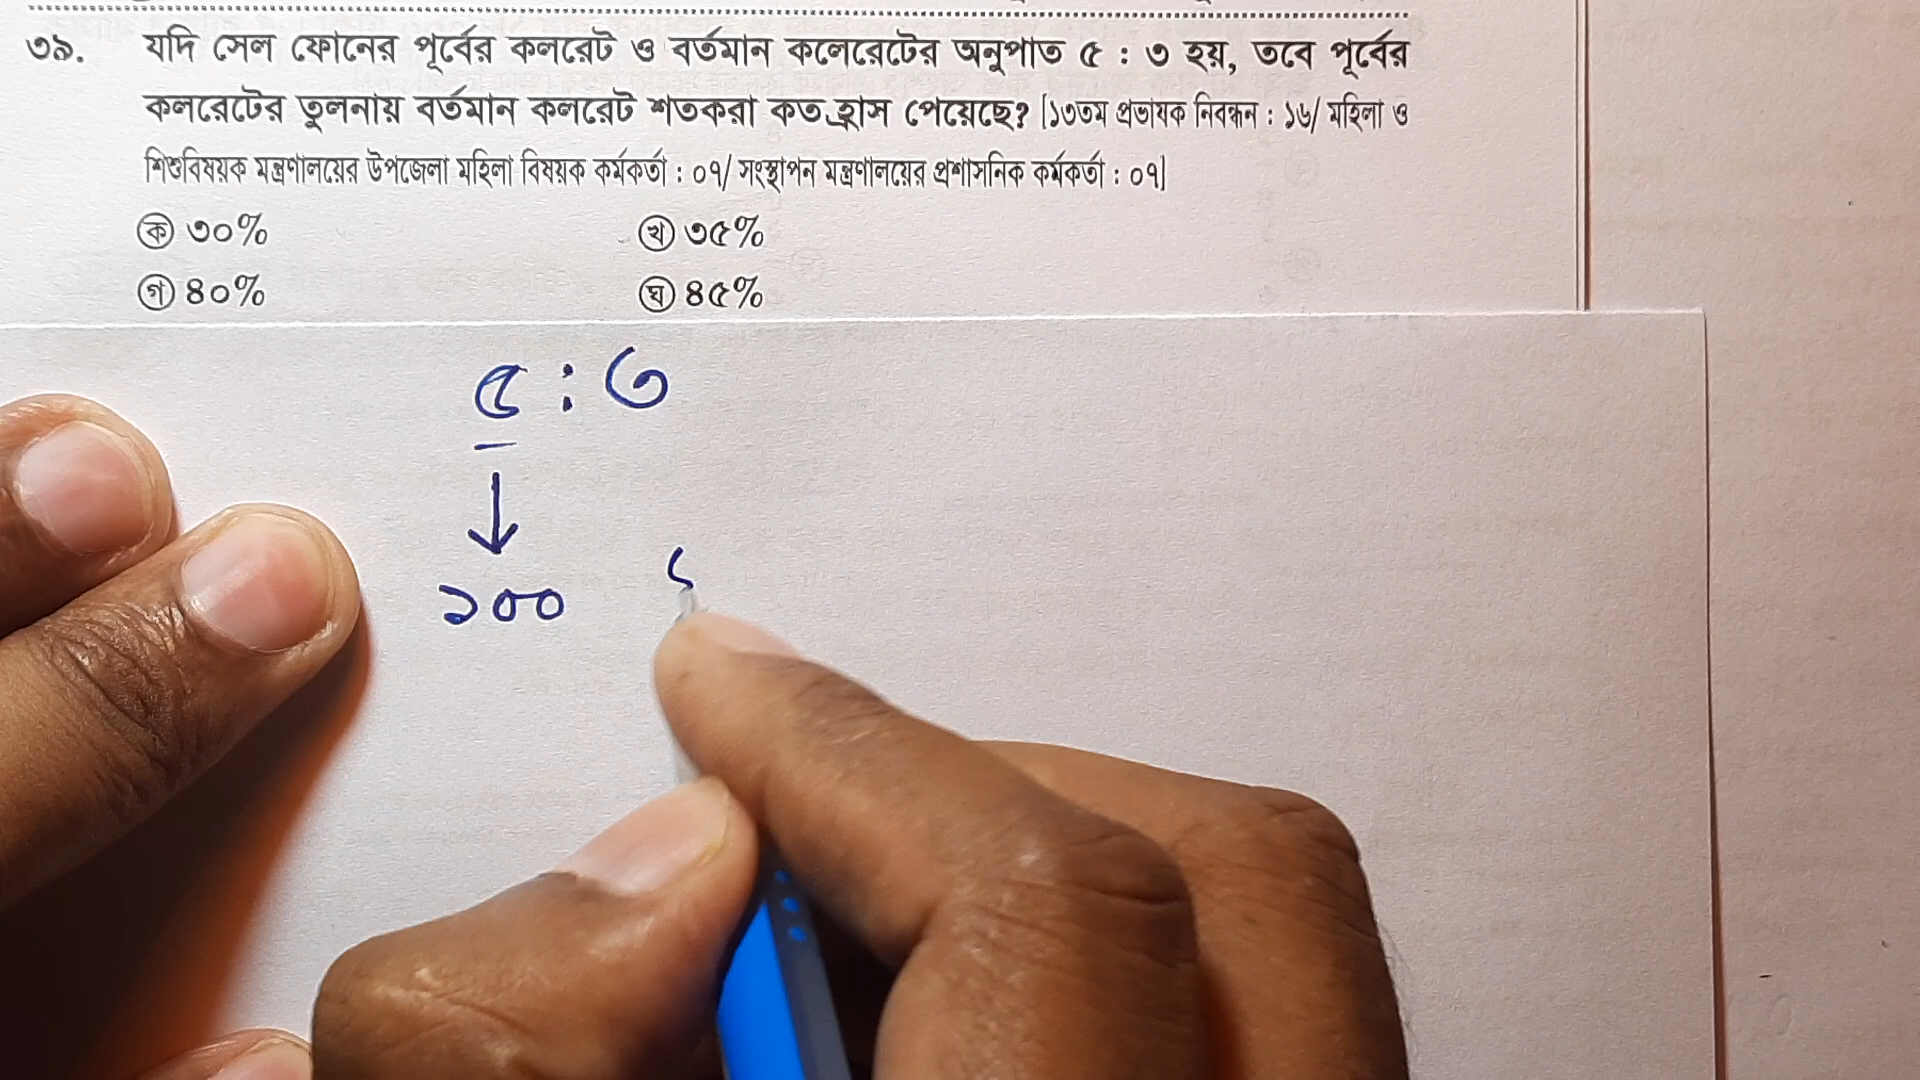 ৩৯. যদি সেল ফোনের পূর্বের কলরেট ও বর্তমান কলেরেটের অনুপাত ৫ : ৩ হয়, তবে পূর্বের
কলরেটের তুলনায় বর্তমান কলরেট শতকরা কত হ্রাস পেয়েছে? [১৩তম প্রভাষক নিবন্ধন : ১৬/ মহিলা ও
শিশুবিষয়ক মন্ত্রণালয়ের উপজেলা মহিলা বিষয়ক কর্মকর্তা : ০৭/ সংস্থাপন মন্ত্রণালয়ের প্রশাসনিক কর্মকর্তা : ০৭]
ক ৩০% খ ৩৫%
গ ৪০% ঘ ৪৫%
৫ : ৩
১০০